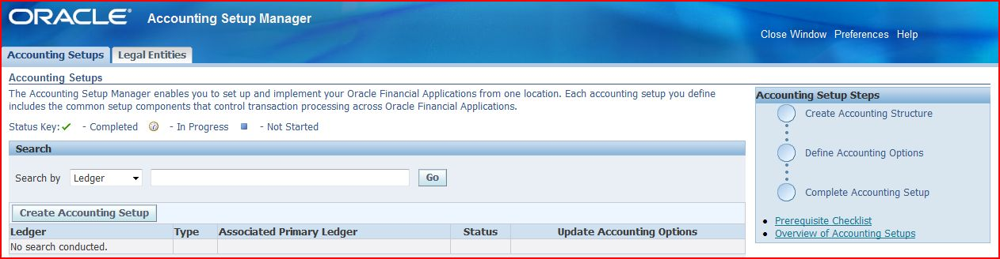 ORACLE® Accounting Setup Manager
Close Window Preferences Help
Accounting Setups Legal Entities
Accounting Setups
The Accounting Setup Manager enables you to set up and implement your Oracle Financial Applications from one location. Each accounting setup you define
includes the common setup components that control transaction processing across Oracle Financial Applications.
Status Key: - Completed - In Progress - Not Started
Search
Search by Ledger Go
Create Accounting Setup
Ledger Type Associated Primary Ledger Status Update Accounting Options
No search conducted.
Accounting Setup Steps
Create Accounting Structure
Define Accounting Options
Complete Accounting Setup
Prerequisite Checklist
Overview of Accounting Setups